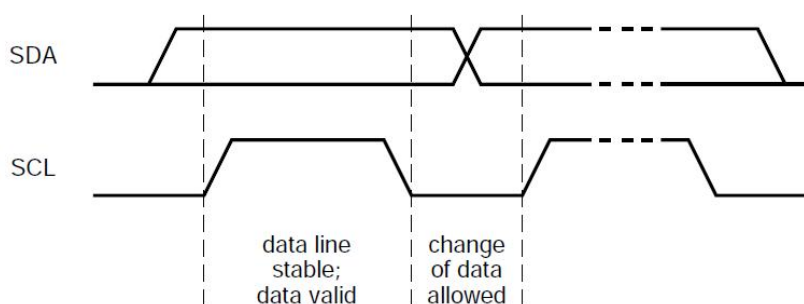 SDA
SCL
data line
stable;
data valid
change
of data
allowed